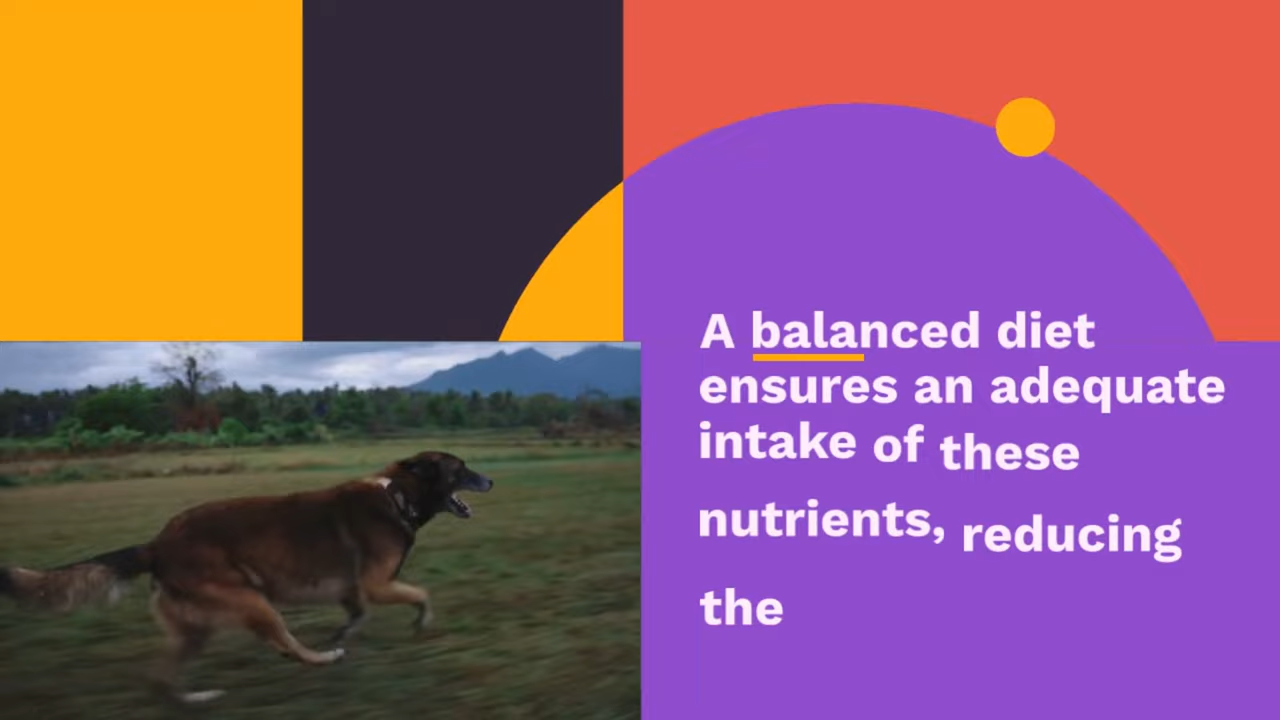 A balanced diet
ensures an adequate
intake of these
nutrients, reducing
the